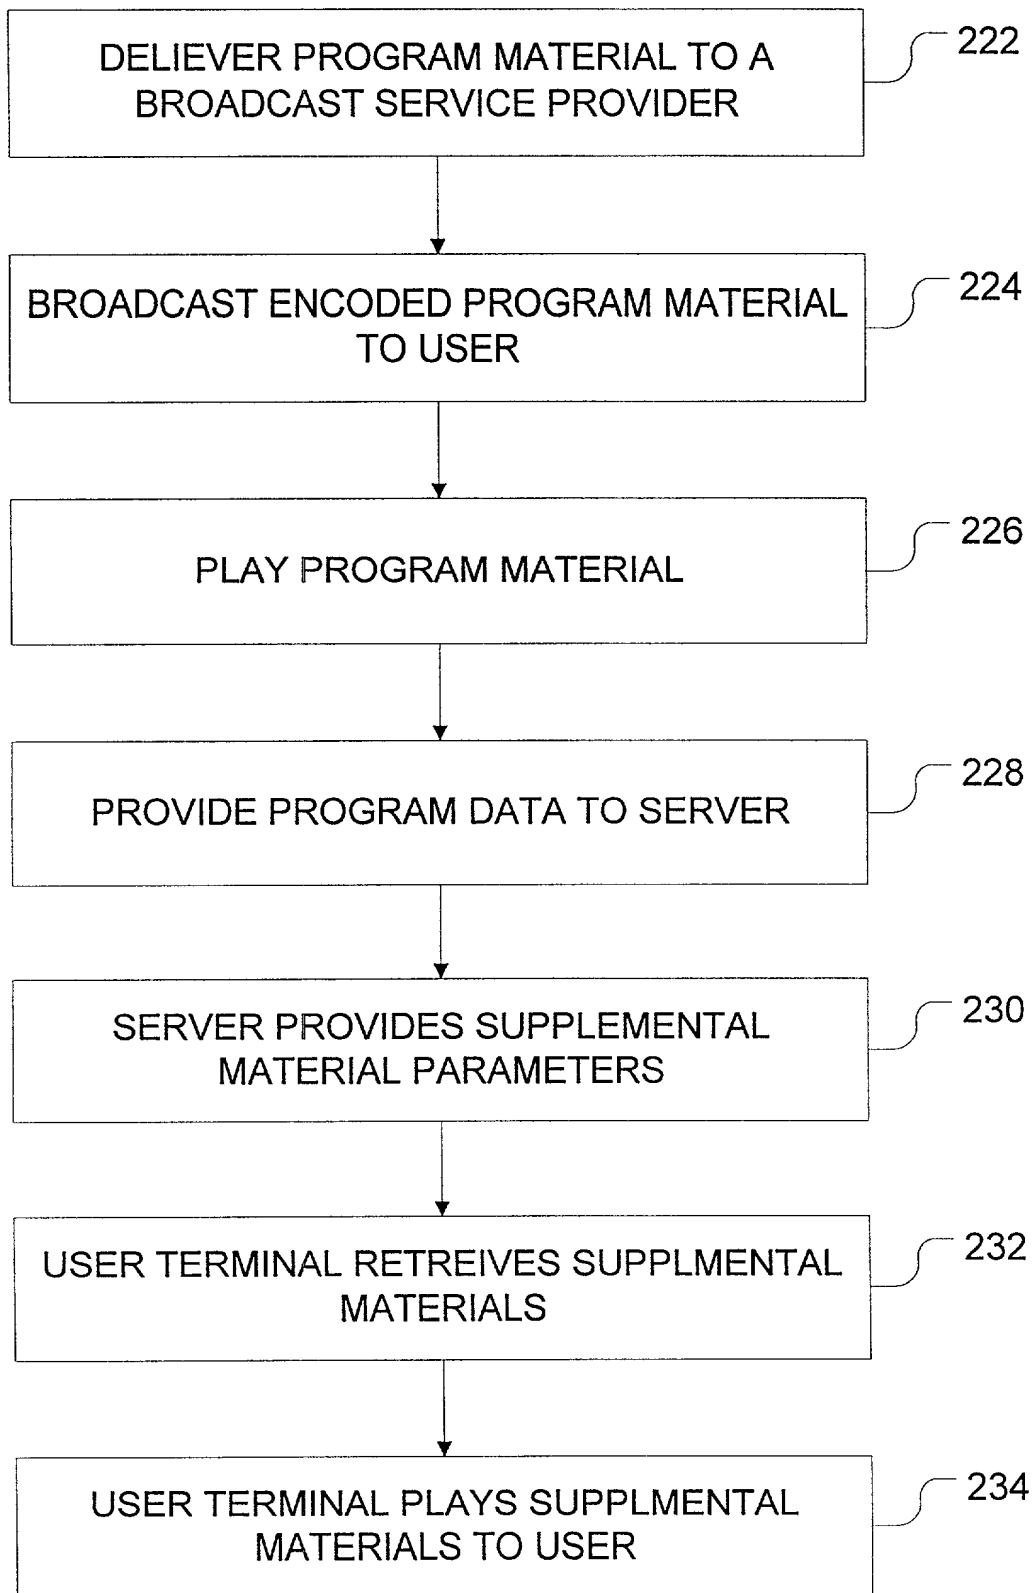 DELIEVER PROGRAM MATERIAL TO A
BROADCAST SERVICE PROVIDER
222
BROADCAST ENCODED PROGRAM MATERIAL
TO USER
224
PLAY PROGRAM MATERIAL
226
PROVIDE PROGRAM DATA TO SERVER
228
SERVER PROVIDES SUPPLEMENTAL
MATERIAL PARAMETERS
230
USER TERMINAL RETREIVES SUPPLMENTAL
MATERIALS
232
USER TERMINAL PLAYS SUPPLMENTAL
MATERIALS TO USER
234